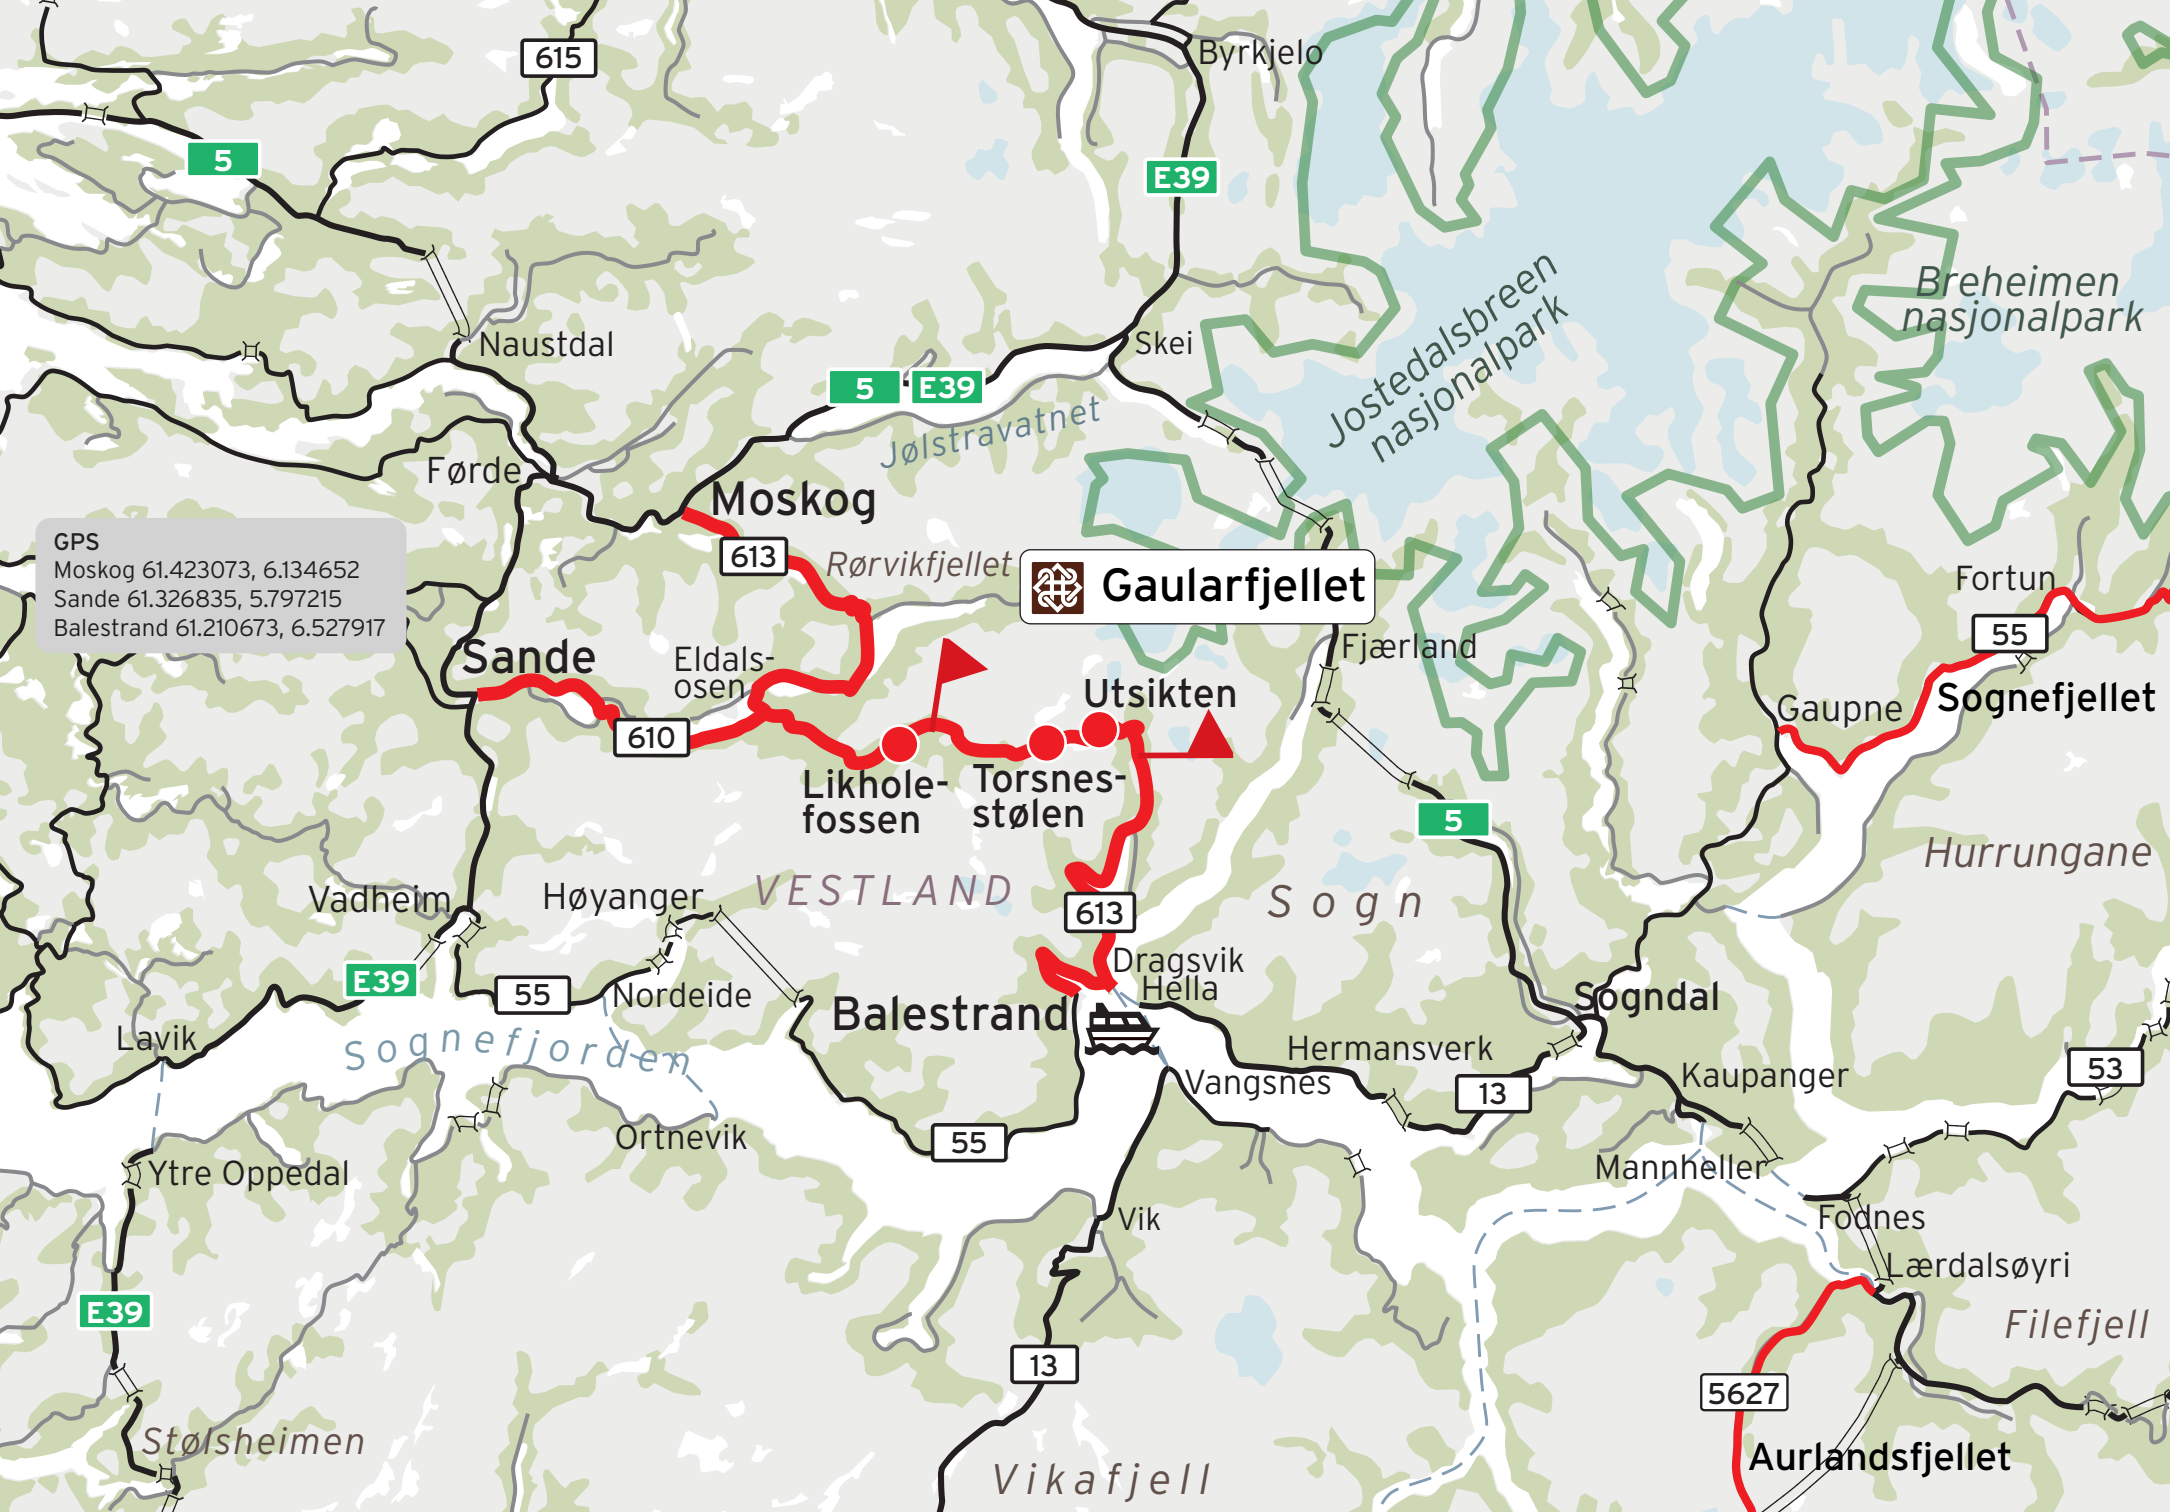 615
Byrkjelo
5
E39
Breheimen
nasjonalpark
Jostedalsbreen
nasjonalpark
Naustdal
Skei
5
E39
Jølstravatnet
Førde
Moskog
GPS
Moskog 61.423073, 6.134652
Sande 61.326835, 5.797215
Balestrand 61.210673, 6.527917
613
Rørvikfjellet
Gaularfjellet
Fortun
55
Fjærland
Sande
Eldals-
osen
Utsikten
Sognefjellet
Gaupne
610
Likhole-
fossen
Torsnes-
stølen
5
Hurrungane
VESTLAND
Sogn
Vadheim
Høyanger
613
E39
55
Nordeide
Dragsvik
Hella
Balestrand
Sogndal
Lavik
Sognefjorden
Hermansverk
Vangsnes
13
Kaupanger
53
Ortnevik
55
Ytre Oppedal
Mannheller
Vik
Fodnes
Lærdalsøyri
E39
Filefjell
13
5627
Stølsheimen
Aurlandsfjellet
Vikafjell